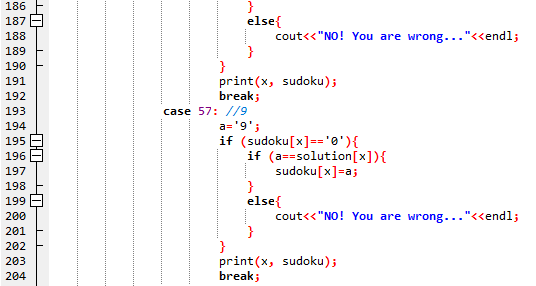 186 }
187 else{
188 cout<<"NO! You are wrong..."<<endl;
189 }
190 }
191 print(x, sudoku);
192 break;
193 case 57: //9
194 a='9';
195 if (sudoku[x]=='0'){
196 if (a==solution[x]){
197 sudoku[x]=a;
198 }
199 else{
200 cout<<"NO! You are wrong..."<<endl;
201 }
202 }
203 print(x, sudoku);
204 break;